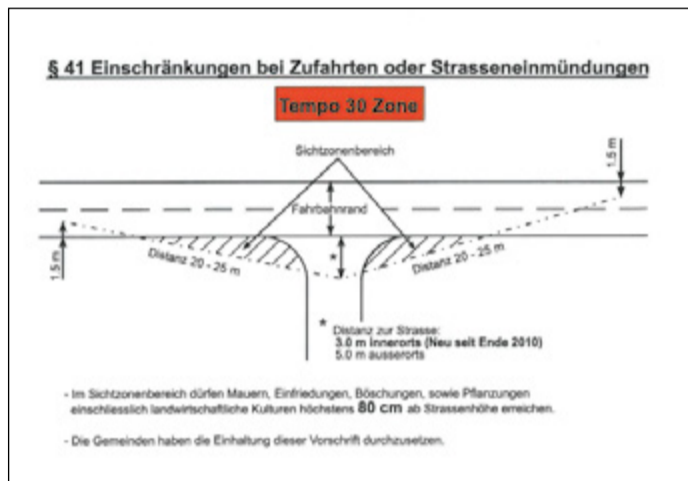 § 41 Einschränkungen bei Zufahrten oder Strasseneinmündungen
Tempo 30 Zone
Sichtzonenbereich
1.5 m
Fahrbahnrand
1.5 m
Distanz 20 - 25 m
*
Distanz 20 - 25 m
* Distanz zur Strasse:
3.0 m innerorts (Neu seit Ende 2010)
5.0 m ausserorts
- Im Sichtzonenbereich dürfen Mauern, Einfriedungen, Böschungen, sowie Pflanzungen
einschliesslich landwirtschaftliche Kulturen höchstens 80 cm ab Strassenhöhe erreichen.
- Die Gemeinden haben die Einhaltung dieser Vorschrift durchzusetzen.